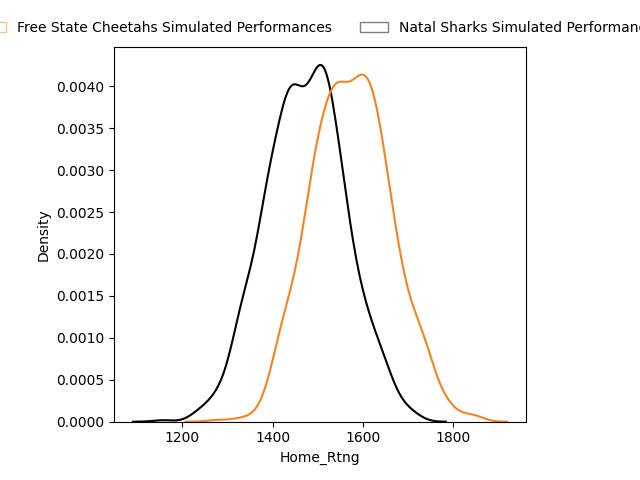 Free State Cheetahs Simulated Performances
Natal Sharks Simulated
0.0040
0.0035
0.0030
0.0025
0.0020
0.0015
0.0010
0.0005
0.0000
Density
1200 1400 1600 1800
Home_Rtng